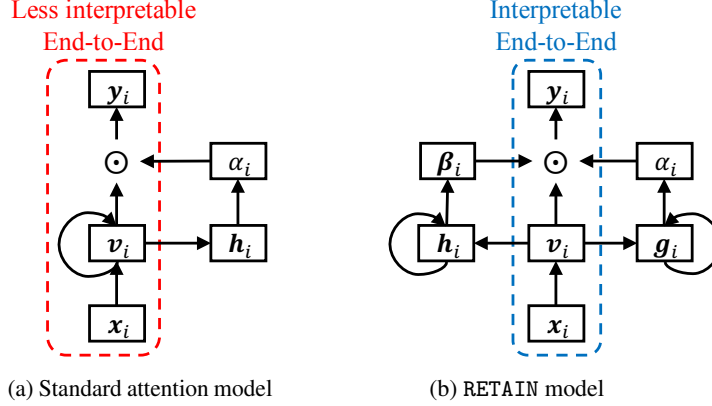 Less interpretable
End-to-End
y_i
⊙
α_i
v_i
h_i
x_i
(a) Standard attention model
Interpretable
End-to-End
y_i
β_i
⊙
α_i
h_i
v_i
g_i
x_i
(b) RETAIN model